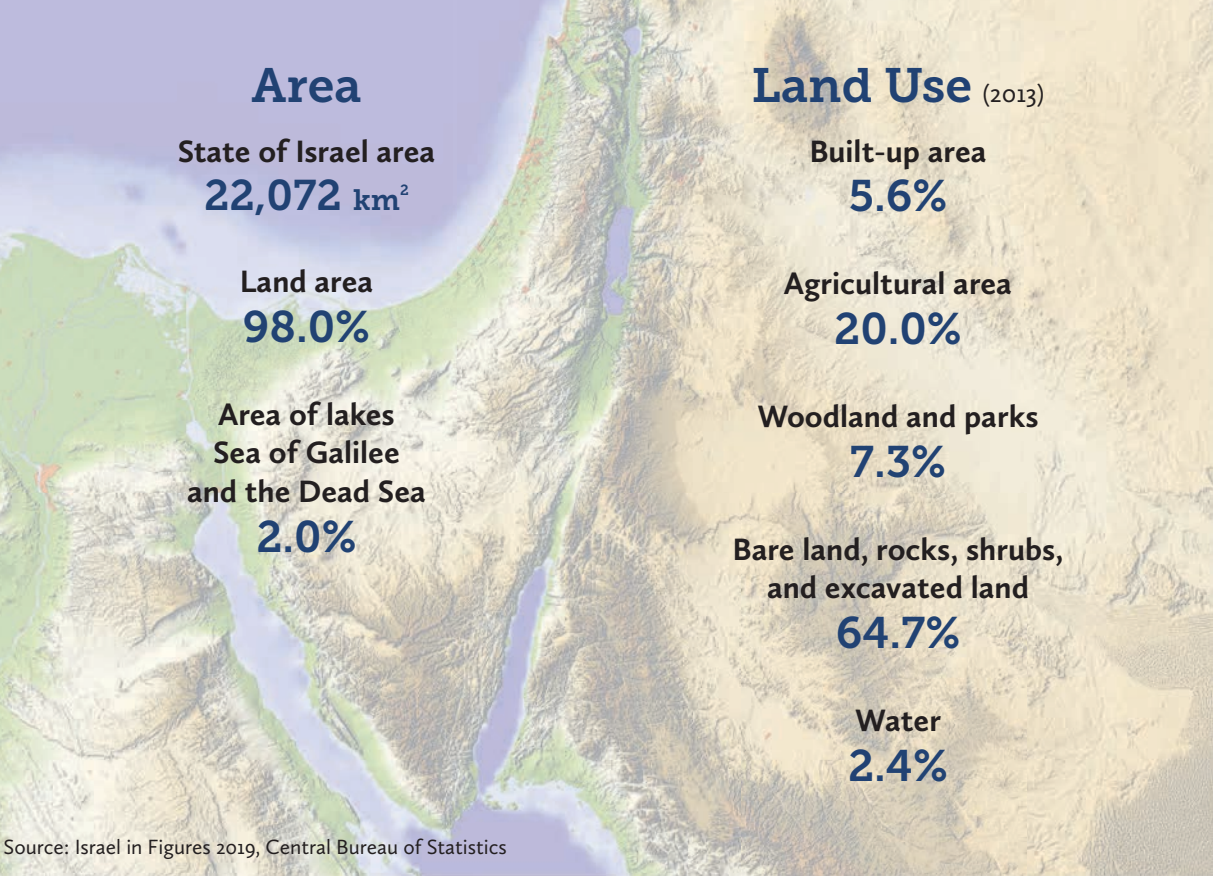 Area
State of Israel area
22,072 km²
Land area
98.0%
Area of lakes
Sea of Galilee
and the Dead Sea
2.0%
Land Use (2013)
Built-up area
5.6%
Agricultural area
20.0%
Woodland and parks
7.3%
Bare land, rocks, shrubs,
and excavated land
64.7%
Water
2.4%
Source: Israel in Figures 2019, Central Bureau of Statistics